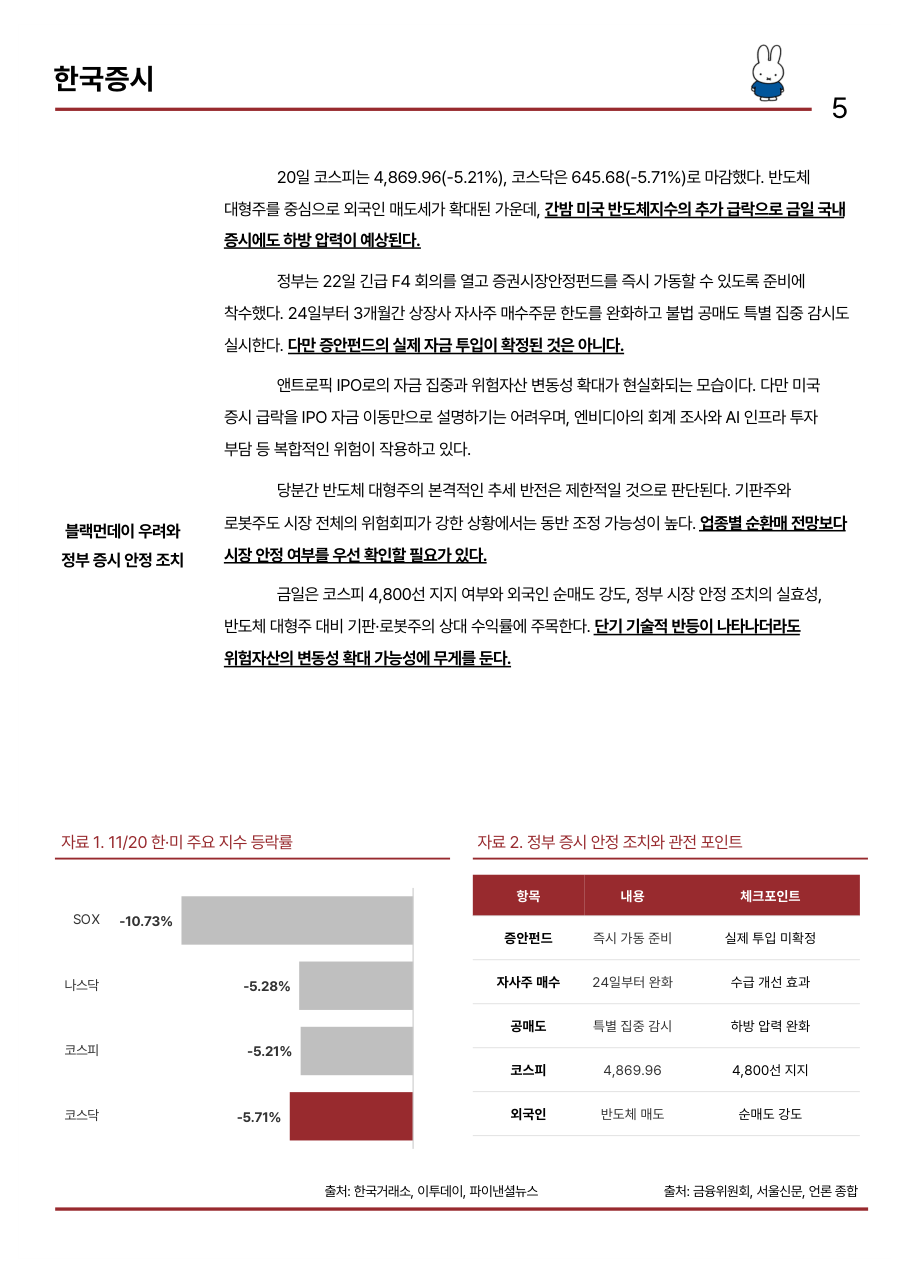 한국증시
5
20일 코스피는 4,869.96(-5.21%), 코스닥은 645.68(-5.71%)로 마감했다. 반도체
대형주를 중심으로 외국인 매도세가 확대된 가운데, 간밤 미국 반도체지수의 추가 급락으로 금일 국내
증시에도 하방 압력이 예상된다.
정부는 22일 긴급 F4 회의를 열고 증권시장안정펀드를 즉시 가동할 수 있도록 준비에
착수했다. 24일부터 3개월간 상장사 자사주 매수주문 한도를 완화하고 불법 공매도 특별 집중 감시도
실시한다. 다만 증안펀드의 실제 자금 투입이 확정된 것은 아니다.
앤트로픽 IPO로의 자금 집중과 위험자산 변동성 확대가 현실화되는 모습이다. 다만 미국
증시 급락을 IPO 자금 이동만으로 설명하기는 어려우며, 엔비디아의 회계 조사와 AI 인프라 투자
부담 등 복합적인 위험이 작용하고 있다.
당분간 반도체 대형주의 본격적인 추세 반전은 제한적일 것으로 판단된다. 기판주와
로봇주도 시장 전체의 위험회피가 강한 상황에서는 동반 조정 가능성이 높다. 업종별 순환매 전망보다
시장 안정 여부를 우선 확인할 필요가 있다.
블랙먼데이 우려와
정부 증시 안정 조치
금일은 코스피 4,800선 지지 여부와 외국인 순매도 강도, 정부 시장 안정 조치의 실효성,
반도체 대형주 대비 기판·로봇주의 상대 수익률에 주목한다. 단기 기술적 반등이 나타나더라도
위험자산의 변동성 확대 가능성에 무게를 둔다.
자료 1. 11/20 한·미 주요 지수 등락률
SOX -10.73%
나스닥 -5.28%
코스피 -5.21%
코스닥 -5.71%
출처: 한국거래소, 이투데이, 파이낸셜뉴스
자료 2. 정부 증시 안정 조치와 관전 포인트
항목 내용 체크포인트
증안펀드 즉시 가동 준비 실제 투입 미확정
자사주 매수 24일부터 완화 수급 개선 효과
공매도 특별 집중 감시 하방 압력 완화
코스피 4,869.96 4,800선 지지
외국인 반도체 매도 순매도 강도
출처: 금융위원회, 서울신문, 언론 종합